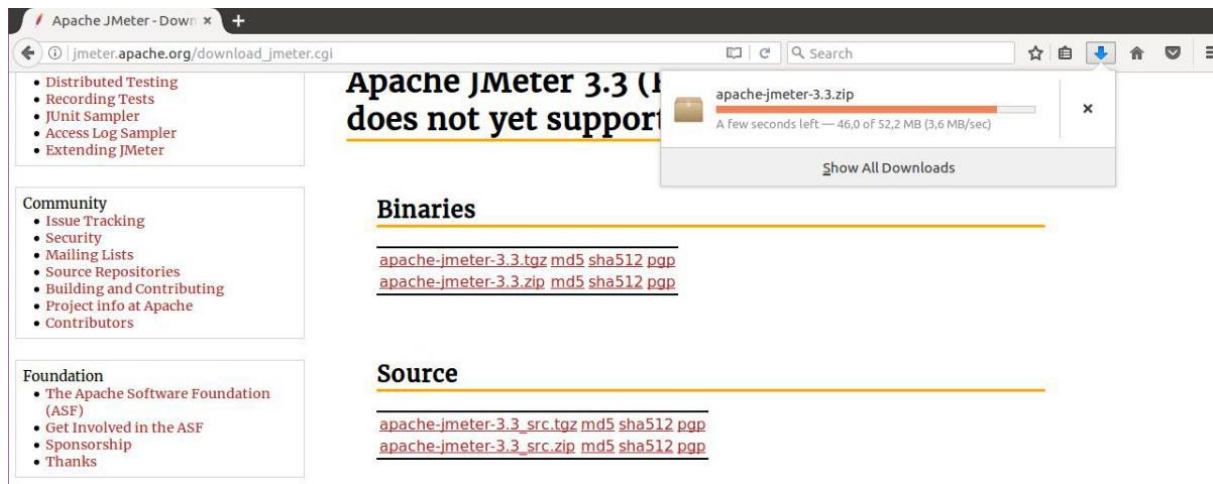 Apache JMeter - Down
jmeter.apache.org/download_jmeter.cgi
Search
Distributed Testing
Recording Tests
JUnit Sampler
Access Log Sampler
Extending JMeter
Community
Issue Tracking
Security
Mailing Lists
Source Repositories
Building and Contributing
Project info at Apache
Contributors
Foundation
The Apache Software Foundation
(ASF)
Get Involved in the ASF
Sponsorship
Thanks
Apache JMeter 3.3 (
does not yet support
apache-jmeter-3.3.zip
A few seconds left — 46,0 of 52,2 MB (3,6 MB/sec)
Show All Downloads
Binaries
apache-jmeter-3.3.tgz md5 sha512 pgp
apache-jmeter-3.3.zip md5 sha512 pgp
Source
apache-jmeter-3.3_src.tgz md5 sha512 pgp
apache-jmeter-3.3_src.zip md5 sha512 pgp